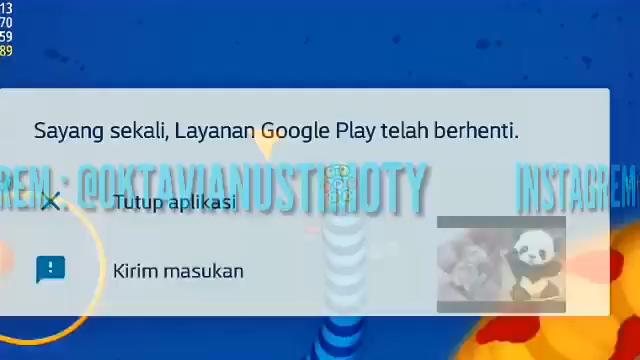 13
70
59
89
Sayang sekali, Layanan Google Play telah berhenti.
REM : @OKTAVIANUSTIMOTY INSTAGREM
Tutup aplikasi
Kirim masukan